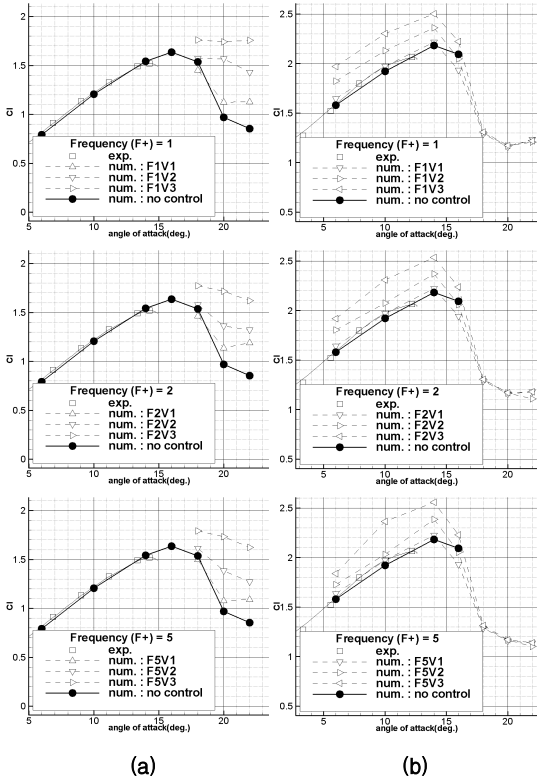 2
1.5
Cl
1
0.5
0
Frequency (F+) = 1
exp.
num. : F1V1
num. : F1V2
num. : F1V3
num. : no control
5 10 15 20
angle of attack(deg.)
2.5
2
1.5
1
0.5
Frequency (F+) = 1
exp.
num. : F1V1
num. : F1V2
num. : F1V3
num. : no control
5 10 15 20
angle of attack(deg.)
2
1.5
Cl
1
0.5
0
Frequency (F+) = 2
exp.
num. : F2V1
num. : F2V2
num. : F2V3
num. : no control
5 10 15 20
angle of attack(deg.)
2.5
2
1.5
1
0.5
Frequency (F+) = 2
exp.
num. : F2V1
num. : F2V2
num. : F2V3
num. : no control
5 10 15 20
angle of attack(deg.)
2
1.5
Cl
1
0.5
0
Frequency (F+) = 5
exp.
num. : F5V1
num. : F5V2
num. : F5V3
num. : no control
5 10 15 20
angle of attack(deg.)
2.5
2
1.5
1
0.5
Frequency (F+) = 5
exp.
num. : F5V1
num. : F5V2
num. : F5V3
num. : no control
5 10 15 20
angle of attack(deg.)
(a) (b)